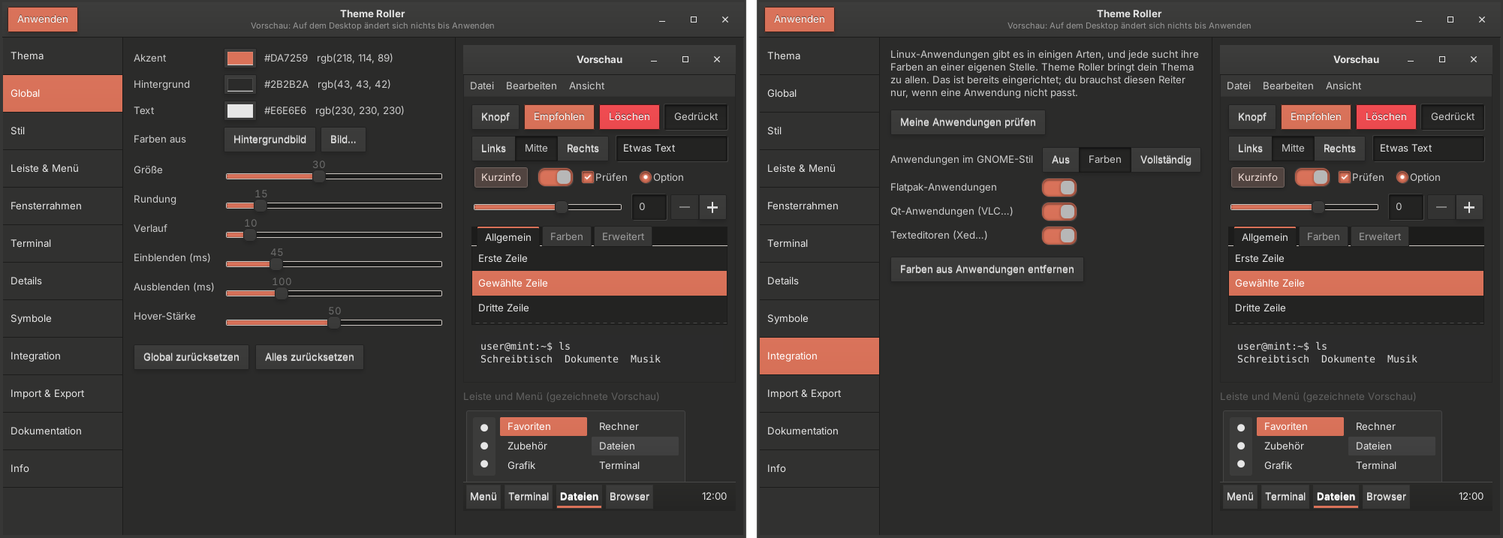 Anwenden
Theme Roller
Vorschau: Auf dem Desktop ändert sich nichts bis Anwenden
Thema
Global
Stil
Leiste & Menü
Fensterrahmen
Terminal
Details
Symbole
Integration
Import & Export
Dokumentation
Info
Akzent #DA7259 rgb(218, 114, 89)
Hintergrund #2B2B2A rgb(43, 43, 42)
Text #E6E6E6 rgb(230, 230, 230)
Farben aus Hintergrundbild Bild...
Größe 30
Rundung 15
Verlauf 10
Einblenden (ms) 45
Ausblenden (ms) 100
Hover-Stärke 50
Global zurücksetzen Alles zurücksetzen
Vorschau
Datei Bearbeiten Ansicht
Knopf Empfohlen Löschen Gedrückt
Links Mitte Rechts Etwas Text
Kurzinfo Prüfen Option
0 — +
Allgemein Farben Erweitert
Erste Zeile
Gewählte Zeile
Dritte Zeile
user@mint:~$ ls
Schreibtisch Dokumente Musik
Leiste und Menü (gezeichnete Vorschau)
Favoriten Rechner
Zubehör Dateien
Grafik Terminal
Menü Terminal Dateien Browser 12:00
Anwenden
Theme Roller
Vorschau: Auf dem Desktop ändert sich nichts bis Anwenden
Thema
Global
Stil
Leiste & Menü
Fensterrahmen
Terminal
Details
Symbole
Integration
Import & Export
Dokumentation
Info
Linux-Anwendungen gibt es in einigen Arten, und jede sucht ihre
Farben an einer eigenen Stelle. Theme Roller bringt dein Thema
zu allen. Das ist bereits eingerichtet; du brauchst diesen Reiter
nur, wenn eine Anwendung nicht passt.
Meine Anwendungen prüfen
Anwendungen im GNOME-Stil Aus Farben Vollständig
Flatpak-Anwendungen
Qt-Anwendungen (VLC...)
Texteditoren (Xed...)
Farben aus Anwendungen entfernen
Vorschau
Datei Bearbeiten Ansicht
Knopf Empfohlen Löschen Gedrückt
Links Mitte Rechts Etwas Text
Kurzinfo Prüfen Option
0 — +
Allgemein Farben Erweitert
Erste Zeile
Gewählte Zeile
Dritte Zeile
user@mint:~$ ls
Schreibtisch Dokumente Musik
Leiste und Menü (gezeichnete Vorschau)
Favoriten Rechner
Zubehör Dateien
Grafik Terminal
Menü Terminal Dateien Browser 12:00